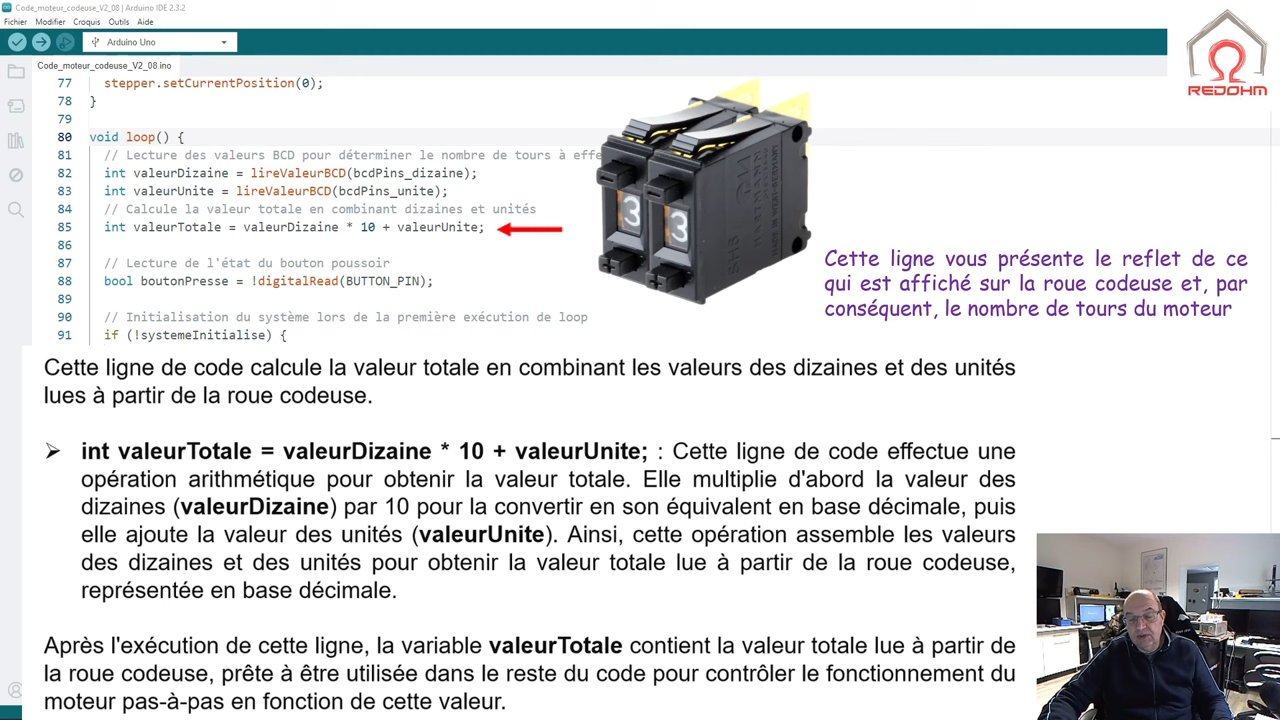 Code_moteur_codeuse_V2_08 | Arduino IDE 2.3.2
Fichier Modifier Croquis Outils Aide
Arduino Uno
REDOHM
Code_moteur_codeuse_V2_08.ino
77 stepper.setCurrentPosition(0);
78 }
79
80 void loop() {
81 // Lecture des valeurs BCD pour déterminer le nombre de tours à effe
82 int valeurDizaine = lireValeurBCD(bcdPins_dizaine);
83 int valeurUnite = lireValeurBCD(bcdPins_unite);
84 // Calcule la valeur totale en combinant dizaines et unités
85 int valeurTotale = valeurDizaine * 10 + valeurUnite;
86
87 // Lecture de l'état du bouton poussoir
88 bool boutonPresse = !digitalRead(BUTTON_PIN);
89
90 // Initialisation du système lors de la première exécution de loop
91 if (!systemeInitialise) {
3 3
SHS
HARTMANN
MADE IN WEST-GERMANY
Cette ligne vous présente le reflet de ce
qui est affiché sur la roue codeuse et, par
conséquent, le nombre de tours du moteur
Cette ligne de code calcule la valeur totale en combinant les valeurs des dizaines et des unités
lues à partir de la roue codeuse.
➢ int valeurTotale = valeurDizaine * 10 + valeurUnite; : Cette ligne de code effectue une
opération arithmétique pour obtenir la valeur totale. Elle multiplie d'abord la valeur des
dizaines (valeurDizaine) par 10 pour la convertir en son équivalent en base décimale, puis
elle ajoute la valeur des unités (valeurUnite). Ainsi, cette opération assemble les valeurs
des dizaines et des unités pour obtenir la valeur totale lue à partir de la roue codeuse,
représentée en base décimale.
Après l'exécution de cette ligne, la variable valeurTotale contient la valeur totale lue à partir de
la roue codeuse, prête à être utilisée dans le reste du code pour contrôler le fonctionnement du
moteur pas-à-pas en fonction de cette valeur.